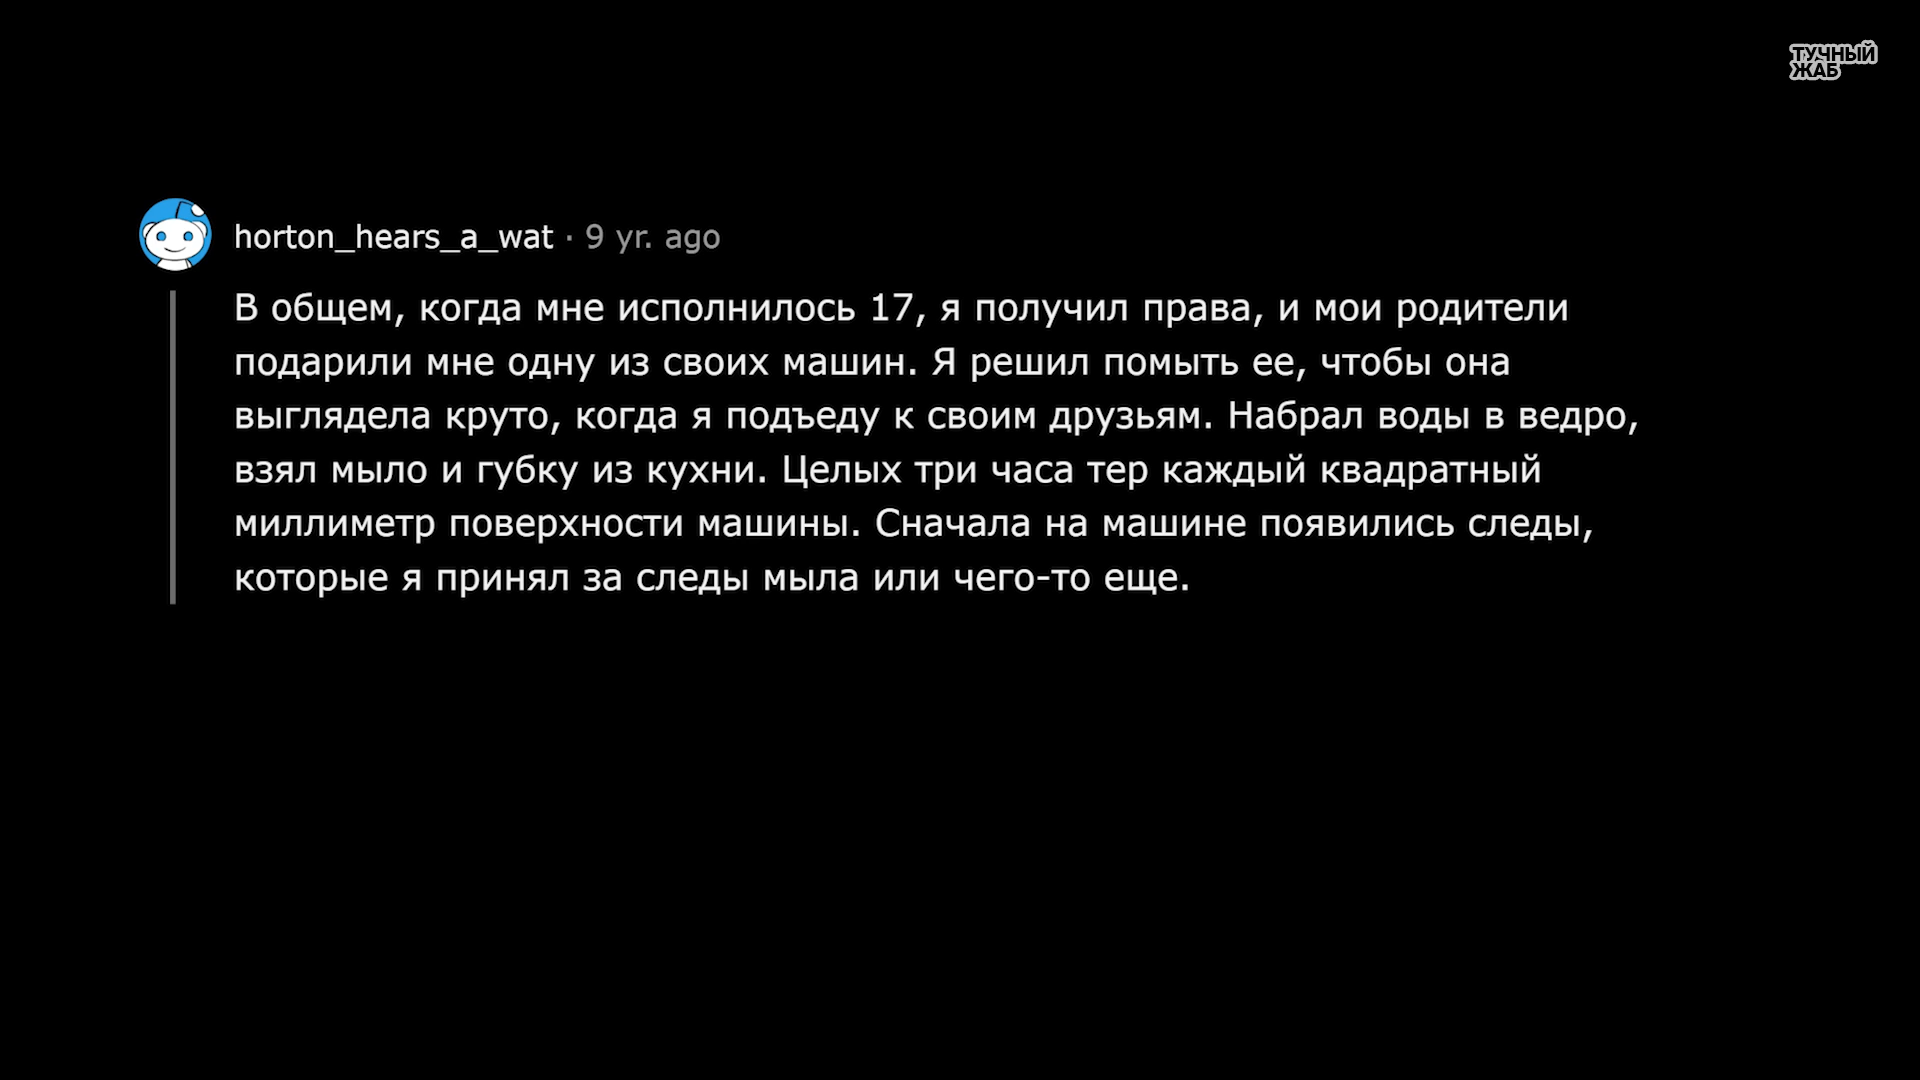 ТУЧНЫЙ
ЖАБ
horton_hears_a_wat · 9 yr. ago
В общем, когда мне исполнилось 17, я получил права, и мои родители
подарили мне одну из своих машин. Я решил помыть ее, чтобы она
выглядела круто, когда я подъеду к своим друзьям. Набрал воды в ведро,
взял мыло и губку из кухни. Целых три часа тер каждый квадратный
миллиметр поверхности машины. Сначала на машине появились следы,
которые я принял за следы мыла или чего-то еще.